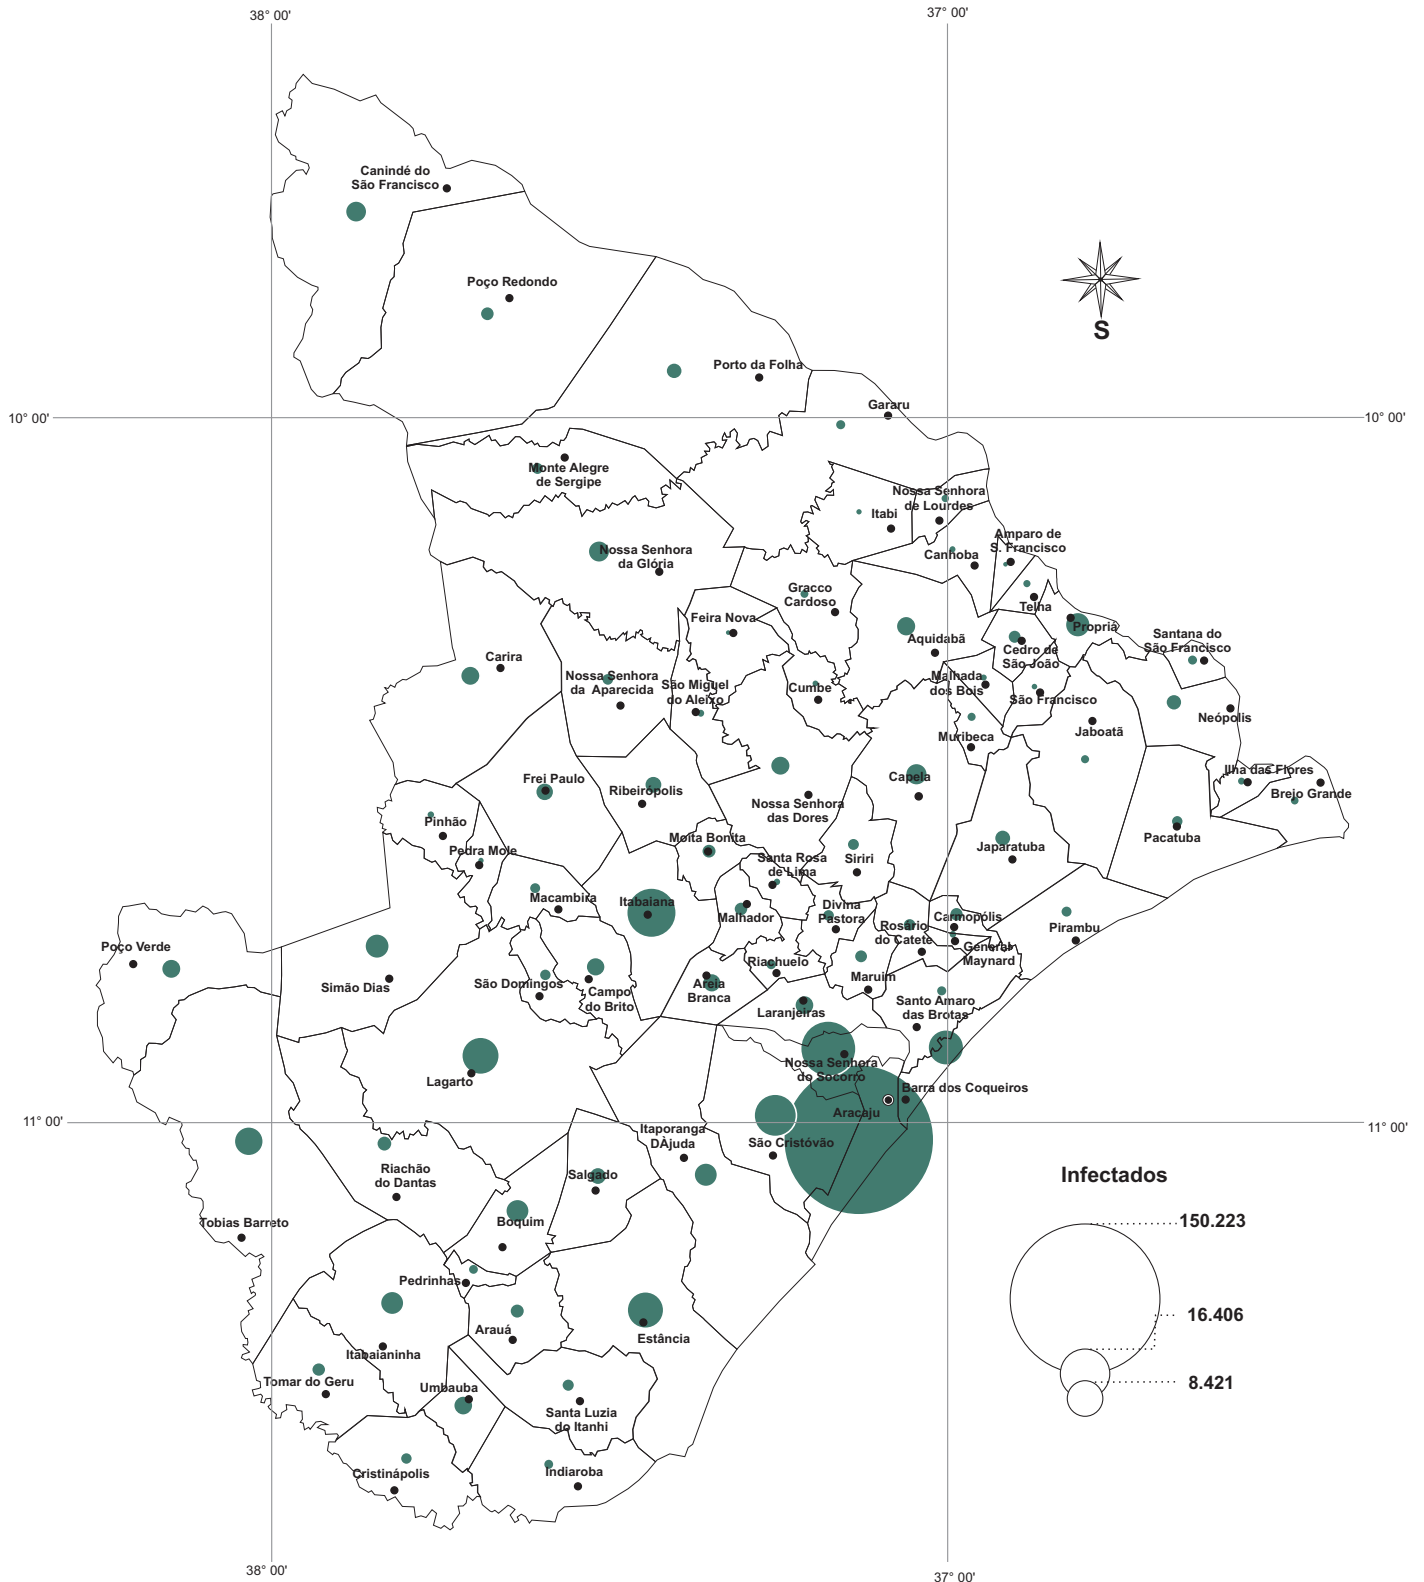 38° 00'
37° 00'
Canindé do
São Francisco
Poço Redondo
S
Porto da Folha
Gararu
10° 00'
10° 00'
Monte Alegre
de Sergipe
Nossa Senhora
de Lourdes
Itabi
Amparo de
S. Francisco
Nossa Senhora
da Glória
Canhoba
Gracco
Cardoso
Telha
Feira Nova
Propriá
Aquidabã
Santana do
São Francisco
Cedro de
São João
Carira
Nossa Senhora
da Aparecida
São Miguel
do Aleixo
Cumbe
Malhada
dos Bois
São Francisco
Neópolis
Jaboatã
Muribeca
Ilha das Flores
Brejo Grande
Frei Paulo
Ribeirópolis
Capela
Nossa Senhora
das Dores
Pinhão
Pacatuba
Moita Bonita
Pedra Mole
Santa Rosa
de Lima
Siriri
Japaratuba
Macambira
Itabaiana
Malhador
Divina
Pastora
Rosário
do Catete
Carmopólis
Pirambu
General
Maynard
Poço Verde
Simão Dias
São Domingos
Campo
do Brito
Areia
Branca
Riachuelo
Maruim
Laranjeiras
Santo Amaro
das Brotas
Nossa Senhora
do Socorro
Lagarto
Barra dos Coqueiros
Aracaju
11° 00'
11° 00'
Itaporanga
DÀjuda
São Cristóvão
Riachão
do Dantas
Salgado
Infectados
Tobias Barreto
Boquim
150.223
Pedrinhas
16.406
Arauá
Estância
Itabaianinha
Tomar do Geru
Umbauba
8.421
Santa Luzia
do Itanhi
Cristinápolis
Indiaroba
38° 00'
37° 00'